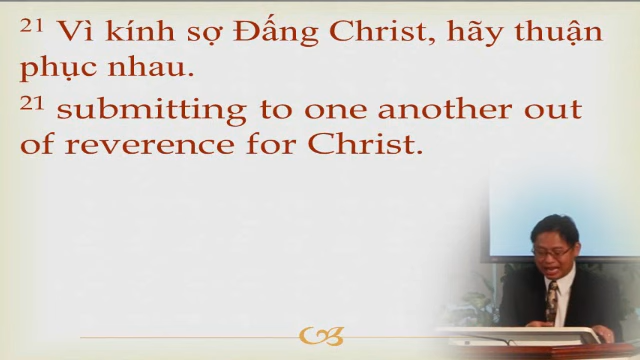 21 Vì kính sợ Đấng Christ, hãy thuận
phục nhau.
21 submitting to one another out
of reverence for Christ.